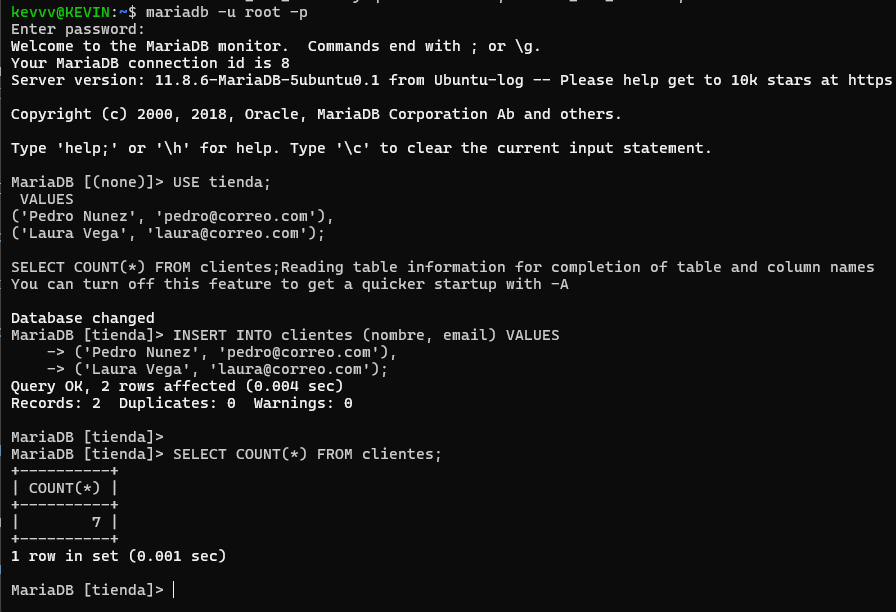 kevvv@KEVIN:~$ mariadb -u root -p
Enter password:
Welcome to the MariaDB monitor.  Commands end with ; or \g.
Your MariaDB connection id is 8
Server version: 11.8.6-MariaDB-5ubuntu0.1 from Ubuntu-log -- Please help get to 10k stars at https

Copyright (c) 2000, 2018, Oracle, MariaDB Corporation Ab and others.

Type 'help;' or '\h' for help. Type '\c' to clear the current input statement.

MariaDB [(none)]> USE tienda;
 VALUES
('Pedro Nunez', 'pedro@correo.com'),
('Laura Vega', 'laura@correo.com');

SELECT COUNT(*) FROM clientes;Reading table information for completion of table and column names
You can turn off this feature to get a quicker startup with -A

Database changed
MariaDB [tienda]> INSERT INTO clientes (nombre, email) VALUES
    -> ('Pedro Nunez', 'pedro@correo.com'),
    -> ('Laura Vega', 'laura@correo.com');
Query OK, 2 rows affected (0.004 sec)
Records: 2  Duplicates: 0  Warnings: 0

MariaDB [tienda]>
MariaDB [tienda]> SELECT COUNT(*) FROM clientes;
+----------+
| COUNT(*) |
+----------+
|        7 |
+----------+
1 row in set (0.001 sec)

MariaDB [tienda]>